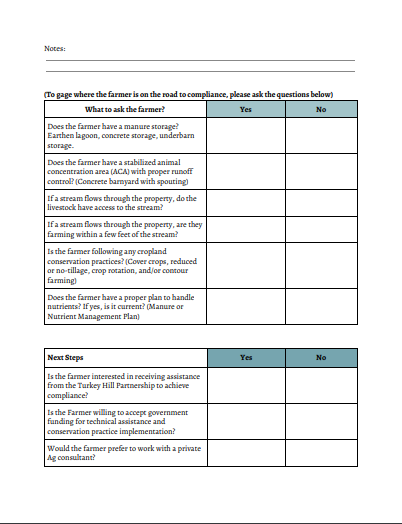 Notes:
(To gage where the farmer is on the road to compliance, please ask the questions below)
What to ask the farmer? Yes No
Does the farmer have a manure storage?
Earthen lagoon, concrete storage, underbarn
storage.
Does the farmer have a stabilized animal
concentration area (ACA) with proper runoff
control? (Concrete barnyard with spouting)
If a stream flows through the property, do the
livestock have access to the stream?
If a stream flows through the property, are they
farming within a few feet of the stream?
Is the farmer following any cropland
conservation practices? (Cover crops, reduced
or no-tillage, crop rotation, and/or contour
farming)
Does the farmer have a proper plan to handle
nutrients? If yes, is it current? (Manure or
Nutrient Management Plan)
Next Steps Yes No
Is the farmer interested in receiving assistance
from the Turkey Hill Partnership to achieve
compliance?
Is the Farmer willing to accept government
funding for technical assistance and
conservation practice implementation?
Would the farmer prefer to work with a private
Ag consultant?